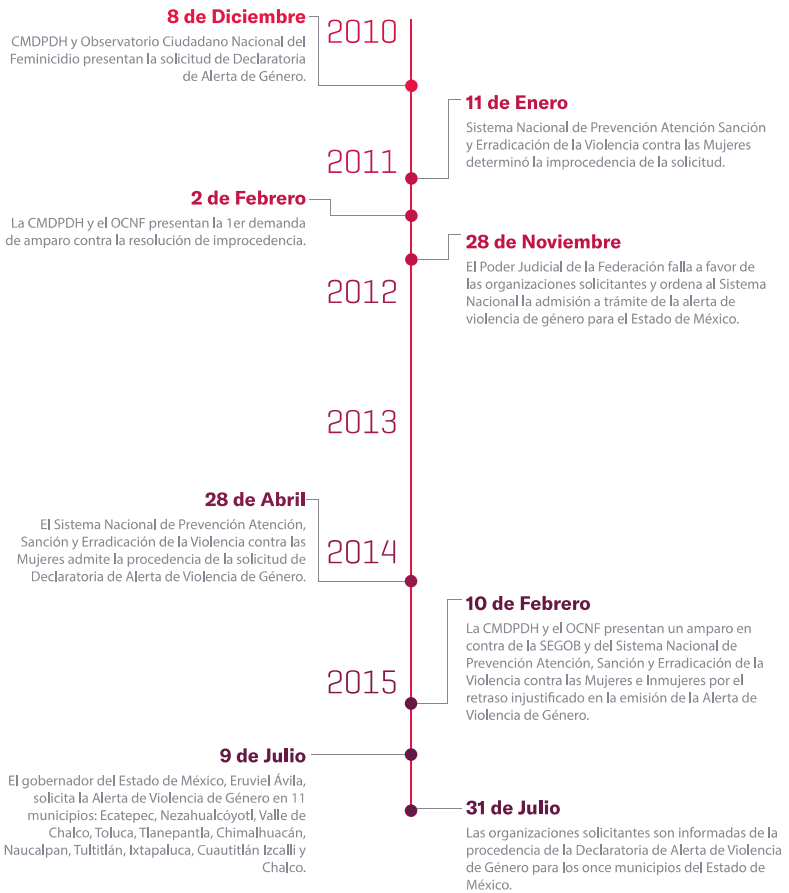 2010
8 de Diciembre
CMDPDH y Observatorio Ciudadano Nacional del
Feminicidio presentan la solicitud de Declaratoria
de Alerta de Género.
2011
11 de Enero
Sistema Nacional de Prevención Atención Sanción
y Erradicación de la Violencia contra las Mujeres
determinó la improcedencia de la solicitud.
2 de Febrero
La CMDPDH y el OCNF presentan la 1er demanda
de amparo contra la resolución de improcedencia.
28 de Noviembre
El Poder Judicial de la Federación falla a favor de
las organizaciones solicitantes y ordena al Sistema
Nacional la admisión a trámite de la alerta de
violencia de género para el Estado de México.
2012
2013
2014
28 de Abril
El Sistema Nacional de Prevención Atención,
Sanción y Erradicación de la Violencia contra las
Mujeres admite la procedencia de la solicitud de
Declaratoria de Alerta de Violencia de Género.
2015
10 de Febrero
La CMDPDH y el OCNF presentan un amparo en
contra de la SEGOB y del Sistema Nacional de
Prevención Atención, Sanción y Erradicación de la
Violencia contra las Mujeres e Inmujeres por el
retraso injustificado en la emisión de la Alerta de
Violencia de Género.
9 de Julio
El gobernador del Estado de México, Eruviel Ávila,
solicita la Alerta de Violencia de Género en 11
municipios: Ecatepec, Nezahualcóyotl, Valle de
Chalco, Toluca, Tlanepantla, Chimalhuacán,
Naucalpan, Tultitlán, Ixtapaluca, Cuautitlán Izcalli y
Chalco.
31 de Julio
Las organizaciones solicitantes son informadas de la
procedencia de la Declaratoria de Alerta de Violencia
de Género para los once municipios del Estado de
México.